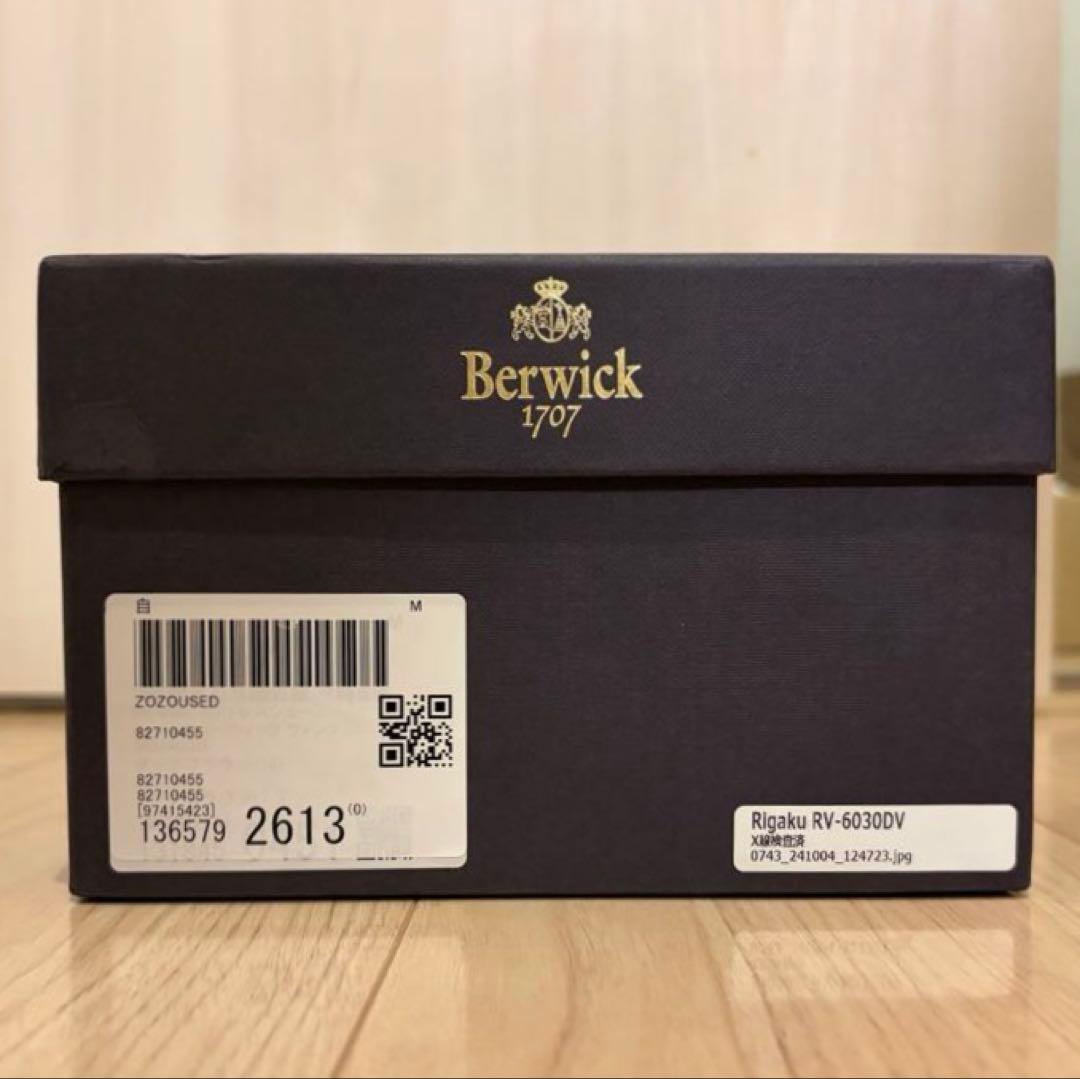 Berwick
1707
自
M
ZOZOUSED
82710455
82710455
82710455
[97415423]
136579 2613 (0)
Rigaku RV-6030DV
X線検査済
0743_241004_124723.jpg